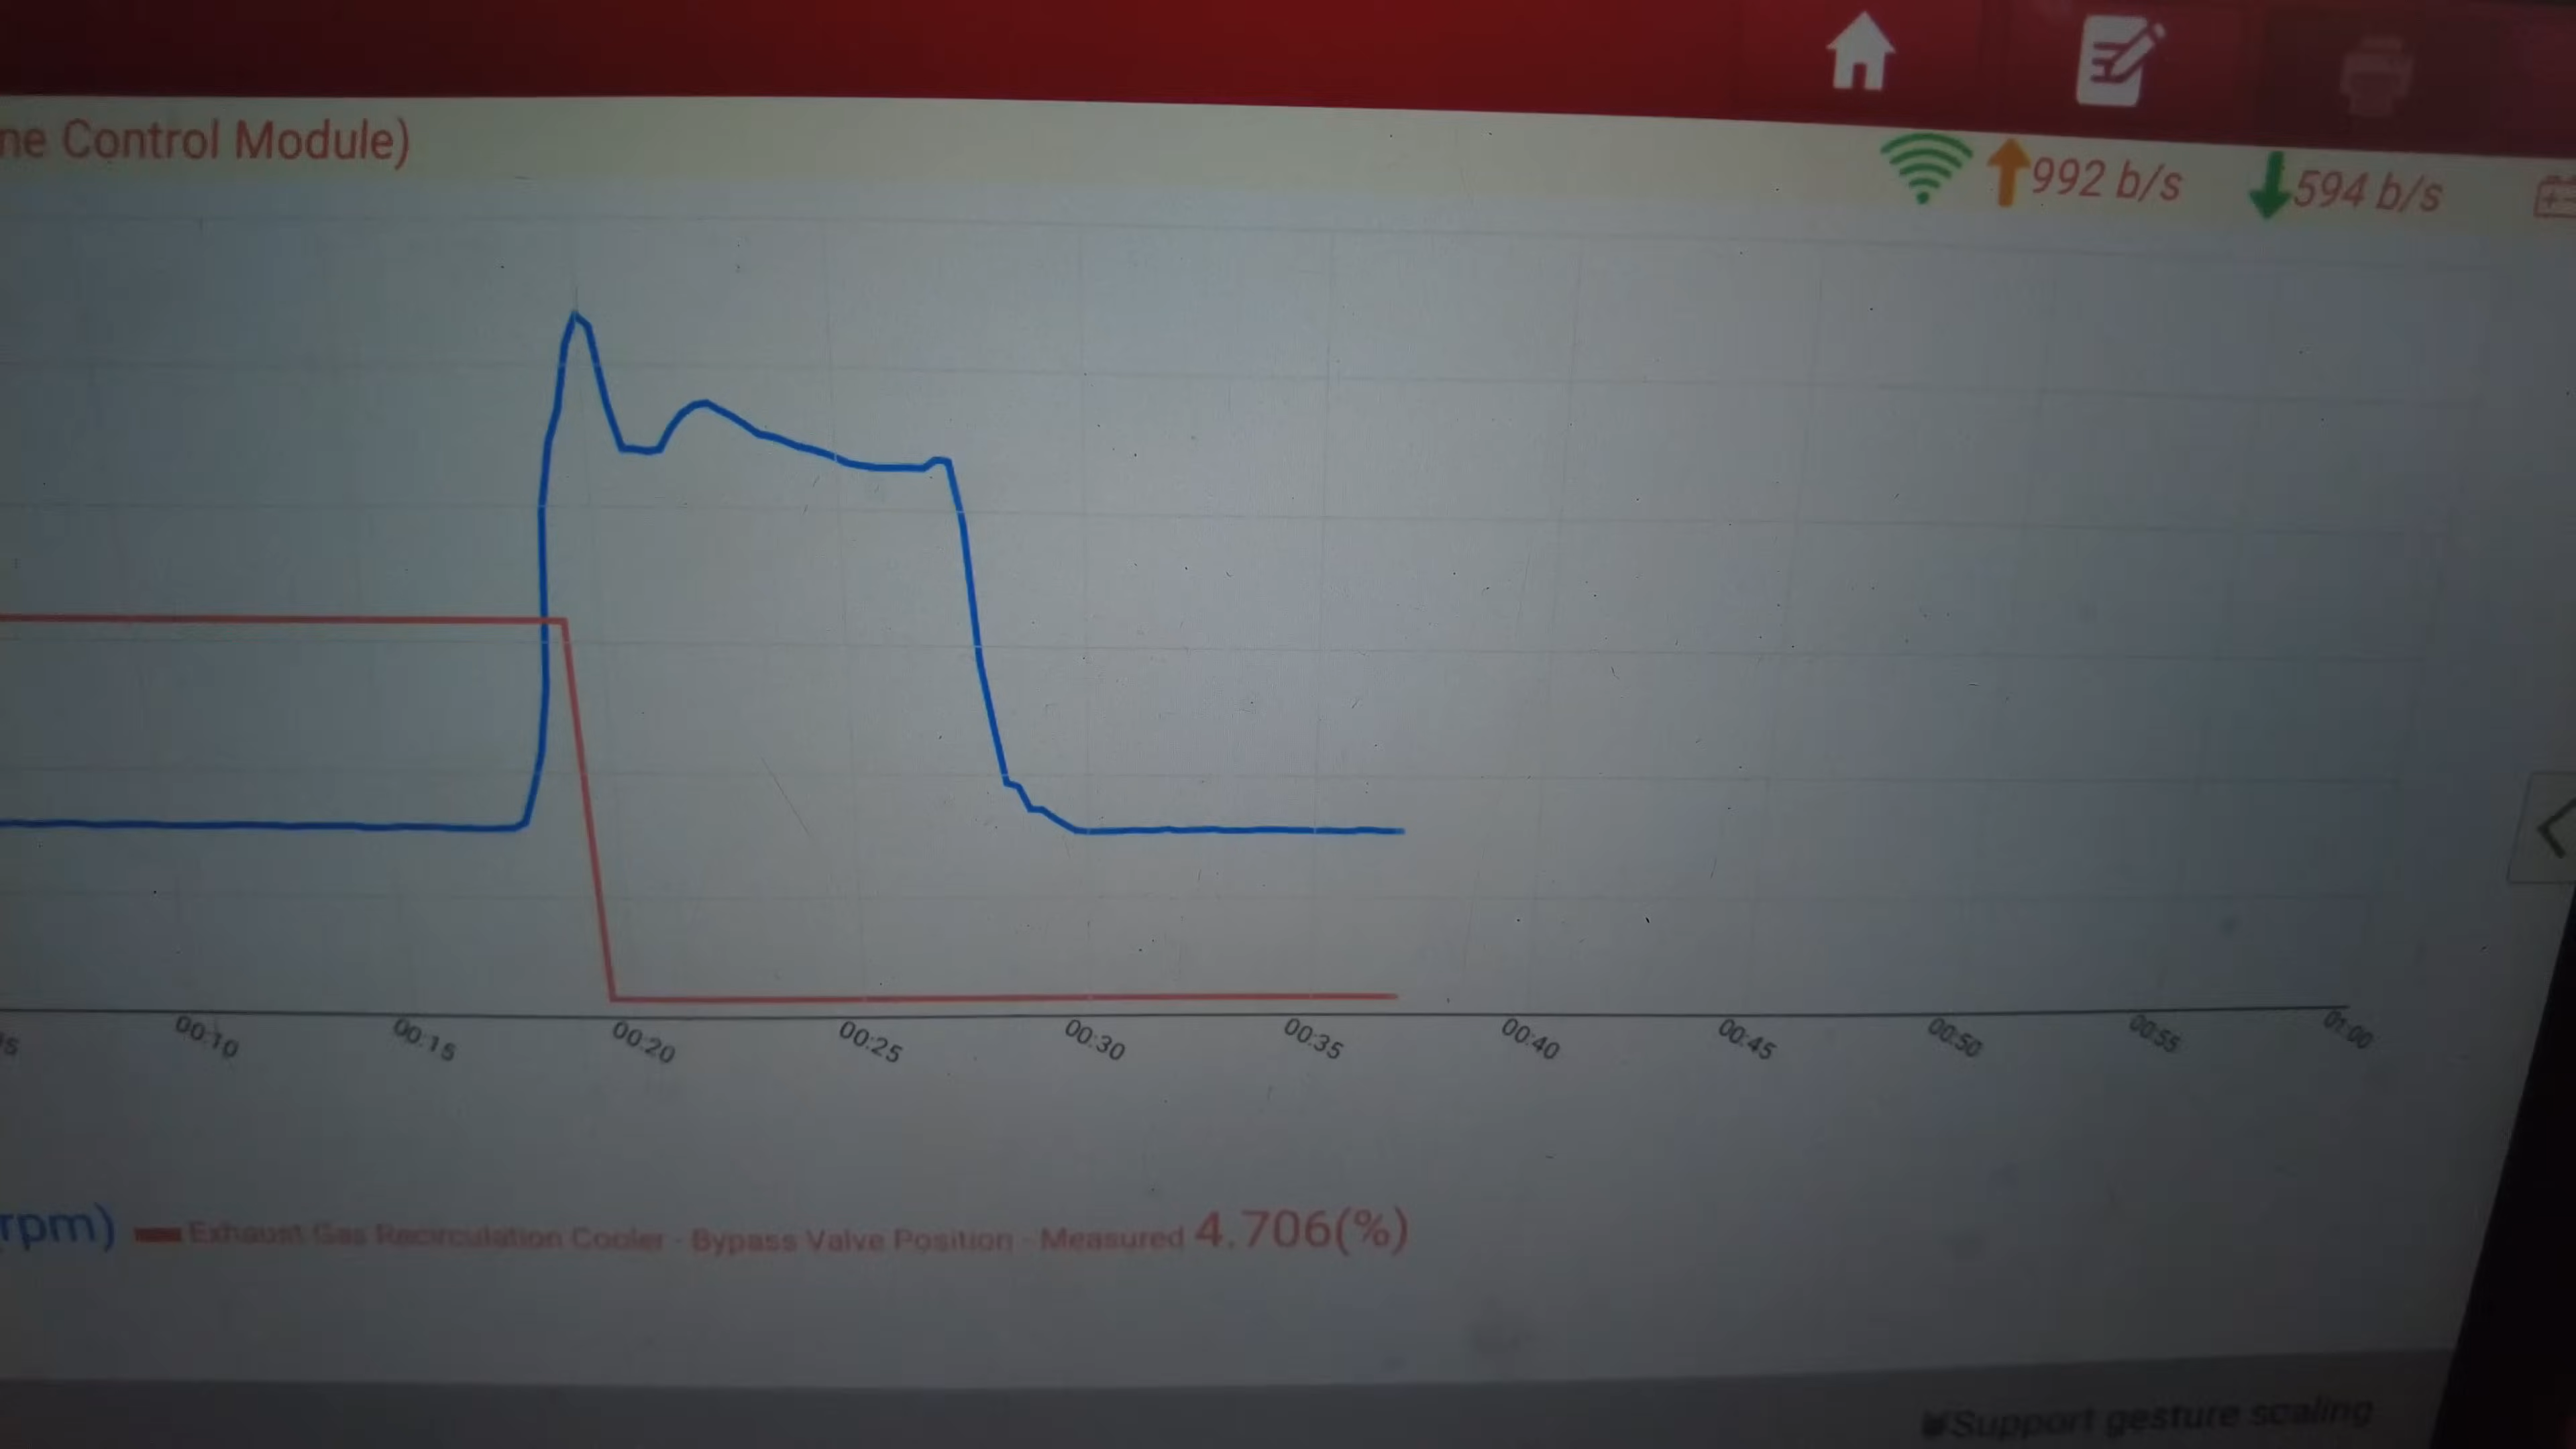 ne Control Module)
992 b/s
594 b/s
00:10
00:15
00:20
00:25
00:30
00:35
00:40
00:45
00:50
00:55
01:00
rpm) Exhaust Gas Recirculation Cooler - Bypass Valve Position - Measured 4.706(%)
Support gesture scaling